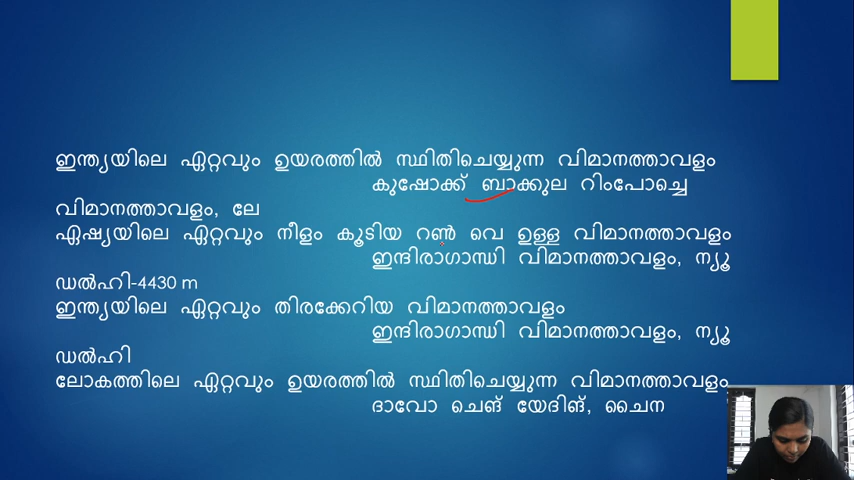 ഇന്ത്യയിലെ ഏറ്റവും ഉയരത്തിൽ സ്ഥിതിചെയ്യുന്ന വിമാനത്താവളം
കുഷോക്ക് ബാക്കുല റിംപോച്ചെ
വിമാനത്താവളം, ലേ
ഏഷ്യയിലെ ഏറ്റവും നീളം കൂടിയ റൺ വെ ഉള്ള വിമാനത്താവളം
ഇന്ദിരാഗാന്ധി വിമാനത്താവളം, ന്യൂ
ഡൽഹി-4430 m
ഇന്ത്യയിലെ ഏറ്റവും തിരക്കേറിയ വിമാനത്താവളം
ഇന്ദിരാഗാന്ധി വിമാനത്താവളം, ന്യൂ
ഡൽഹി
ലോകത്തിലെ ഏറ്റവും ഉയരത്തിൽ സ്ഥിതിചെയ്യുന്ന വിമാനത്താവളം
ദാവോ ചെങ് യേദിങ്, ചൈന